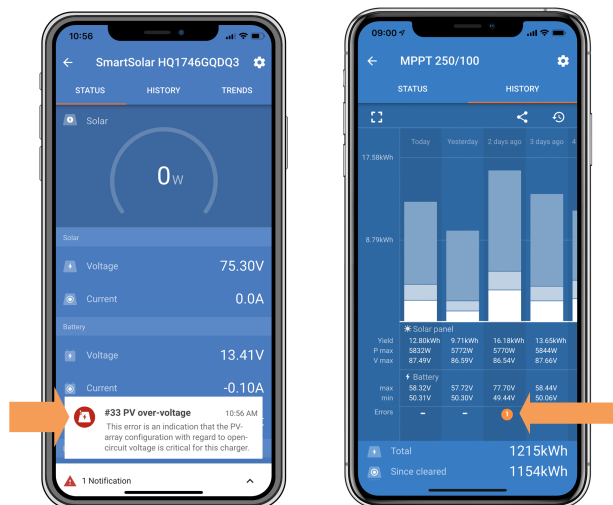 10:56
SmartSolar HQ1746GQDQ3
STATUS HISTORY TRENDS
Solar
0W
Solar
Voltage 75.30V
Current 0.0A
Battery
Voltage 13.41V
Current -0.10A
#33 PV over-voltage 10:56 AM
This error is an indication that the PV-
array configuration with regard to open-
circuit voltage is critical for this charger.
1 Notification
09:00
MPPT 250/100
STATUS HISTORY
Today Yesterday 2 days ago 3 days ago 4
17.58kWh
8.79kWh
Solar panel
Yield 12.80kWh 9.71kWh 16.18kWh 13.65kWh
P max 5832W 5772W 5770W 5844W
V max 87.49V 86.59V 86.54V 87.66V
Battery
max 58.32V 57.72V 77.70V 58.44V
min 50.31V 50.30V 49.44V 50.06V
Errors - - 1
Total 1215kWh
Since cleared 1154kWh